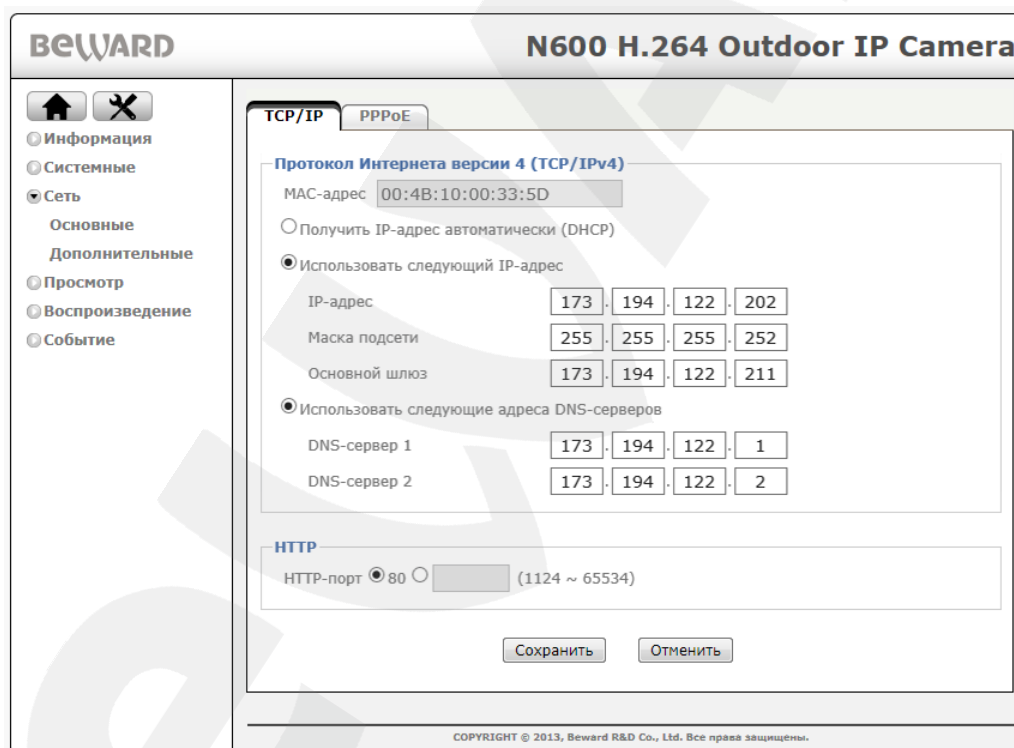 BEWARD
N600 H.264 Outdoor IP Camera
Информация
Системные
Сеть
Основные
Дополнительные
Просмотр
Воспроизведение
Событие
TCP/IP PPPoE
Протокол Интернета версии 4 (TCP/IPv4)
МАС-адрес 00:4B:10:00:33:5D
Получить IP-адрес автоматически (DHCP)
Использовать следующий IP-адрес
IP-адрес 173 . 194 . 122 . 202
Маска подсети 255 . 255 . 255 . 252
Основной шлюз 173 . 194 . 122 . 211
Использовать следующие адреса DNS-серверов
DNS-сервер 1 173 . 194 . 122 . 1
DNS-сервер 2 173 . 194 . 122 . 2
HTTP
HTTP-порт 80 (1124 ~ 65534)
Сохранить Отменить
COPYRIGHT © 2013, Beward R&D Co., Ltd. Все права защищены.